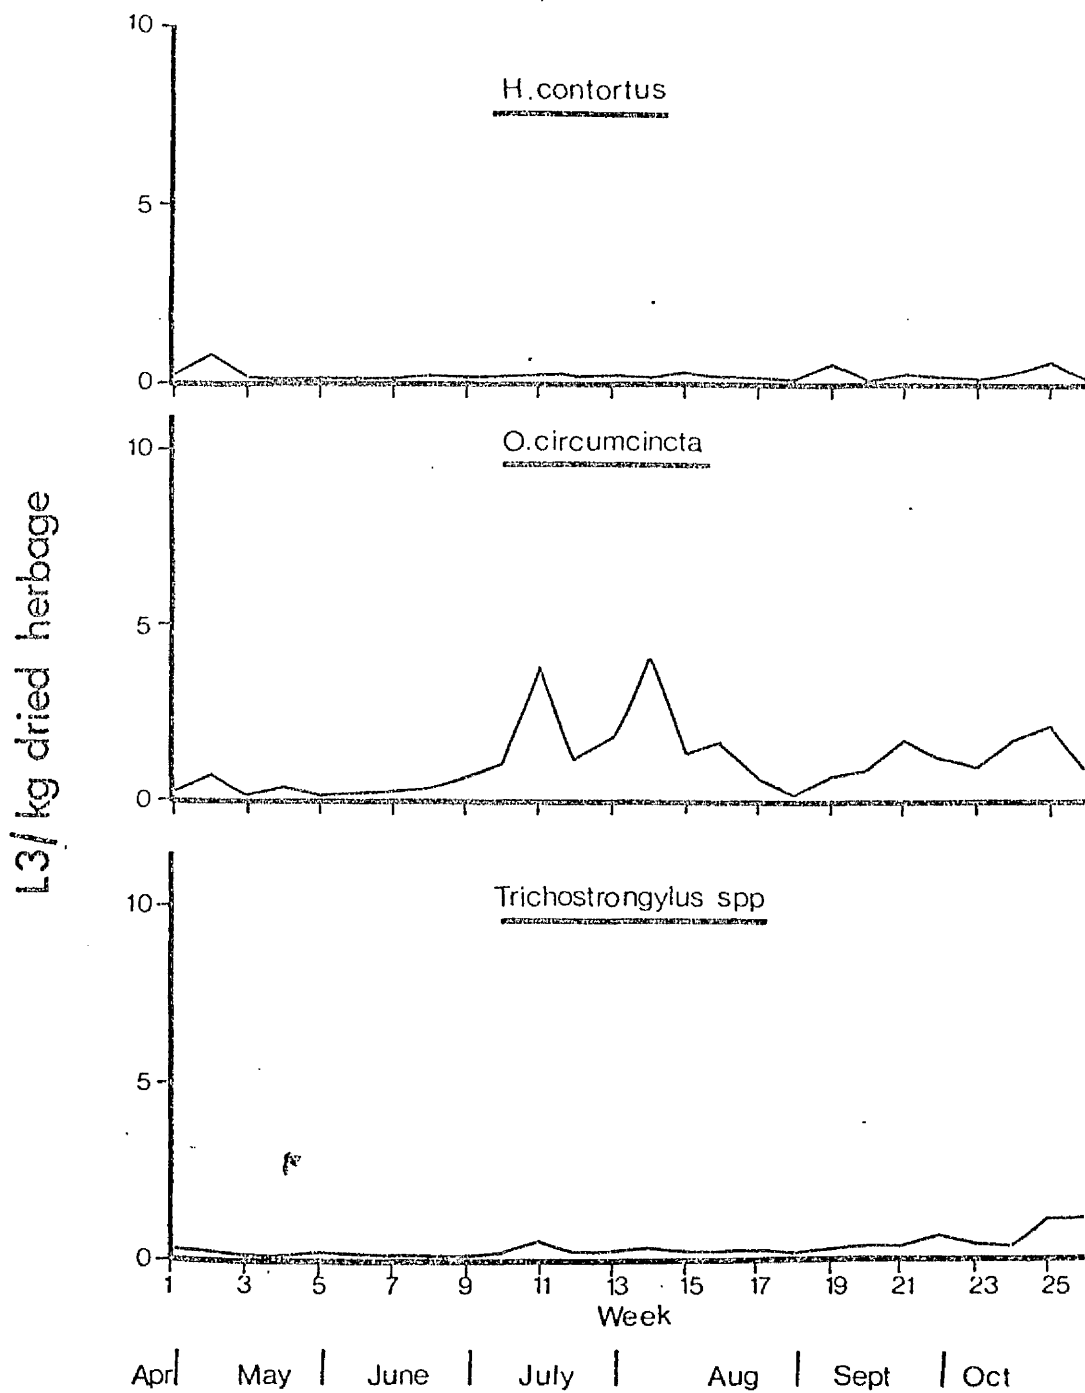 10
H.contortus
5
0
O.circumcincta
10
5
0
L3/kg dried herbage
Trichostrongylus spp
10
5
0
1 3 5 7 9 11 13 15 17 19 21 23 25
Week
Apr May June July Aug Sept Oct